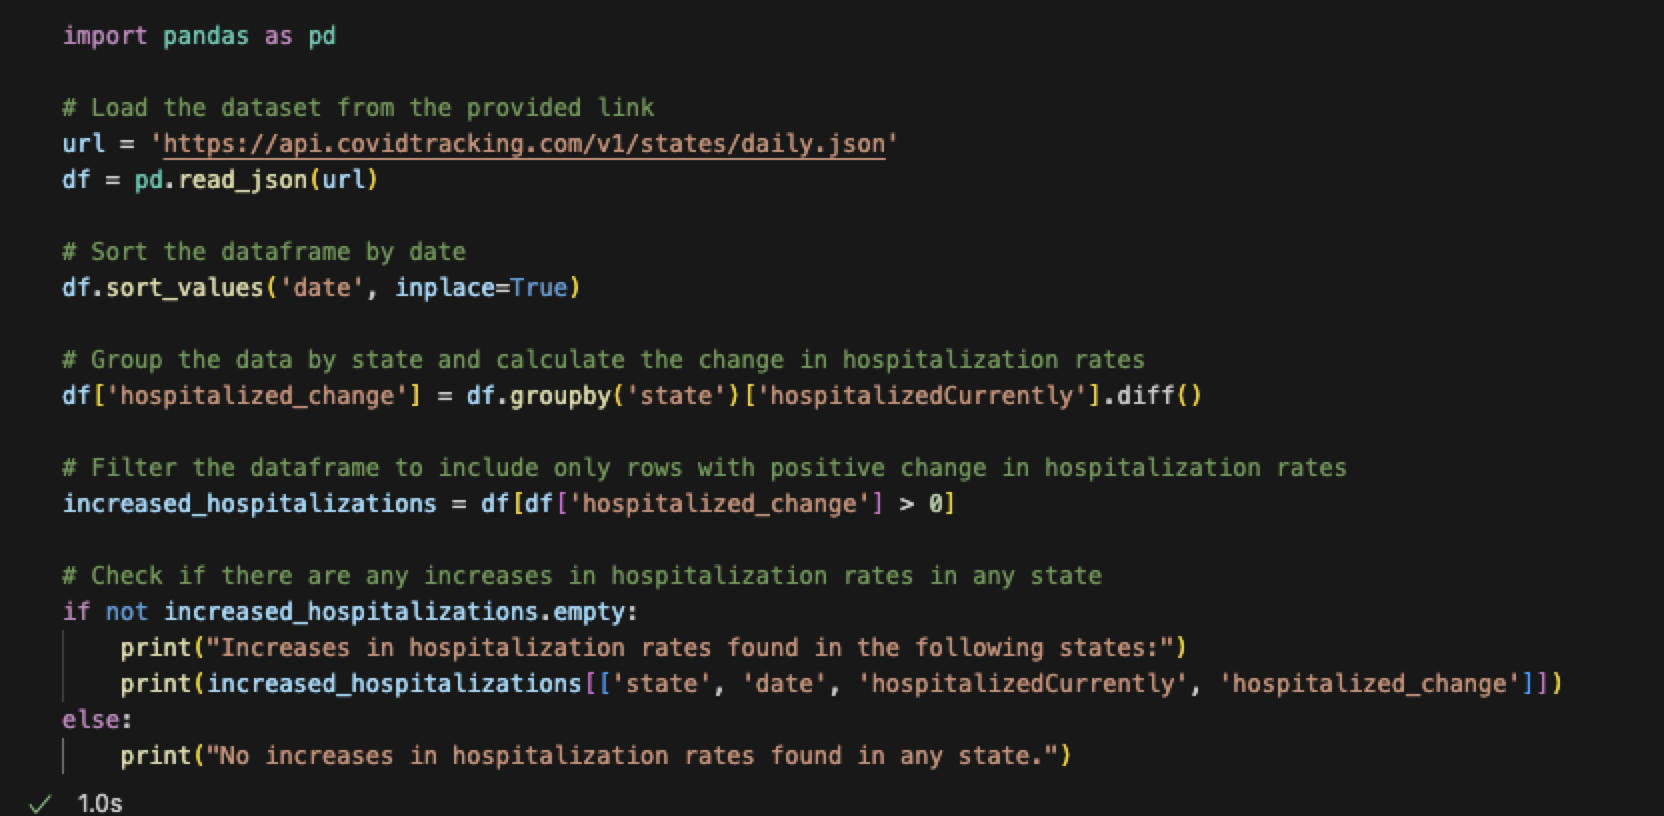 import pandas as pd
# Load the dataset from the provided link
url = 'https://api.covidtracking.com/v1/states/daily.json'
df = pd.read_json(url)
# Sort the dataframe by date
df.sort_values('date', inplace=True)
# Group the data by state and calculate the change in hospitalization rates
df['hospitalized_change'] = df.groupby('state')['hospitalizedCurrently'].diff()
# Filter the dataframe to include only rows with positive change in hospitalization rates
increased_hospitalizations = df[df['hospitalized_change'] > 0]
# Check if there are any increases in hospitalization rates in any state
if not increased_hospitalizations.empty:
    print("Increases in hospitalization rates found in the following states:")
    print(increased_hospitalizations[['state', 'date', 'hospitalizedCurrently', 'hospitalized_change']])
else:
    print("No increases in hospitalization rates found in any state.")
1.0s